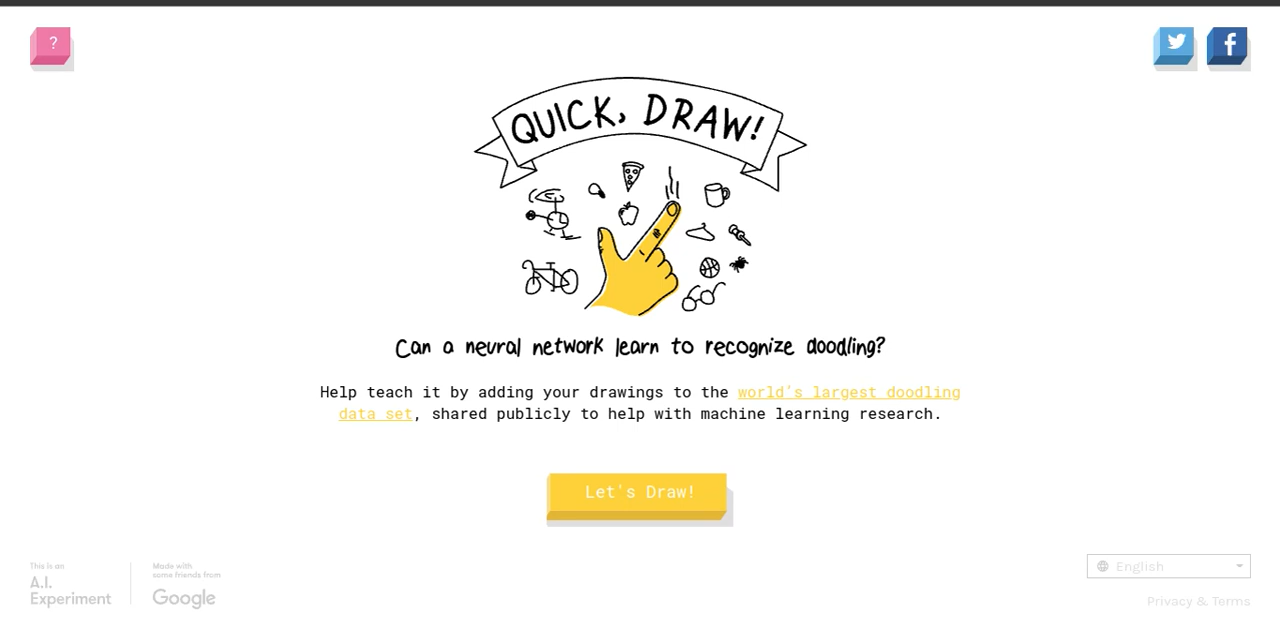 ?
QUICK, DRAW!
Can a neural network learn to recognize doodling?
Help teach it by adding your drawings to the world's largest doodling
data set, shared publicly to help with machine learning research.
Let's Draw!
This is an
A.I.
Experiment
Made with
some friends from
Google
English
Privacy & Terms